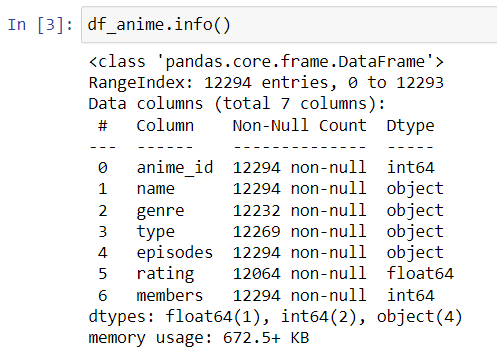 In [3]: df_anime.info()
<class 'pandas.core.frame.DataFrame'>
RangeIndex: 12294 entries, 0 to 12293
Data columns (total 7 columns):
 #   Column    Non-Null Count  Dtype
---  ------    --------------  -----
 0   anime_id  12294 non-null  int64
 1   name      12294 non-null  object
 2   genre     12232 non-null  object
 3   type      12269 non-null  object
 4   episodes  12294 non-null  object
 5   rating    12064 non-null  float64
 6   members   12294 non-null  int64
dtypes: float64(1), int64(2), object(4)
memory usage: 672.5+ KB